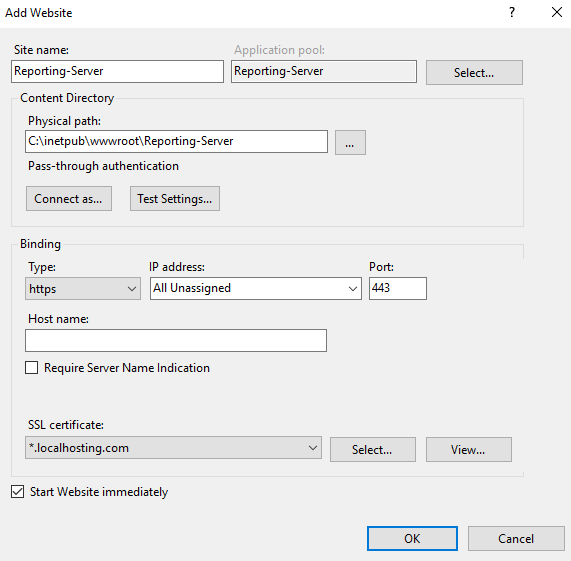 Add Website
?
Site name:
Application pool:
Reporting-Server
Reporting-Server
Select...
Content Directory
Physical path:
C:\inetpub\wwwroot\Reporting-Server
...
Pass-through authentication
Connect as...
Test Settings...
Binding
Type:
IP address:
Port:
https
All Unassigned
443
Host name:
Require Server Name Indication
SSL certificate:
*.localhosting.com
Select...
View...
Start Website immediately
OK
Cancel